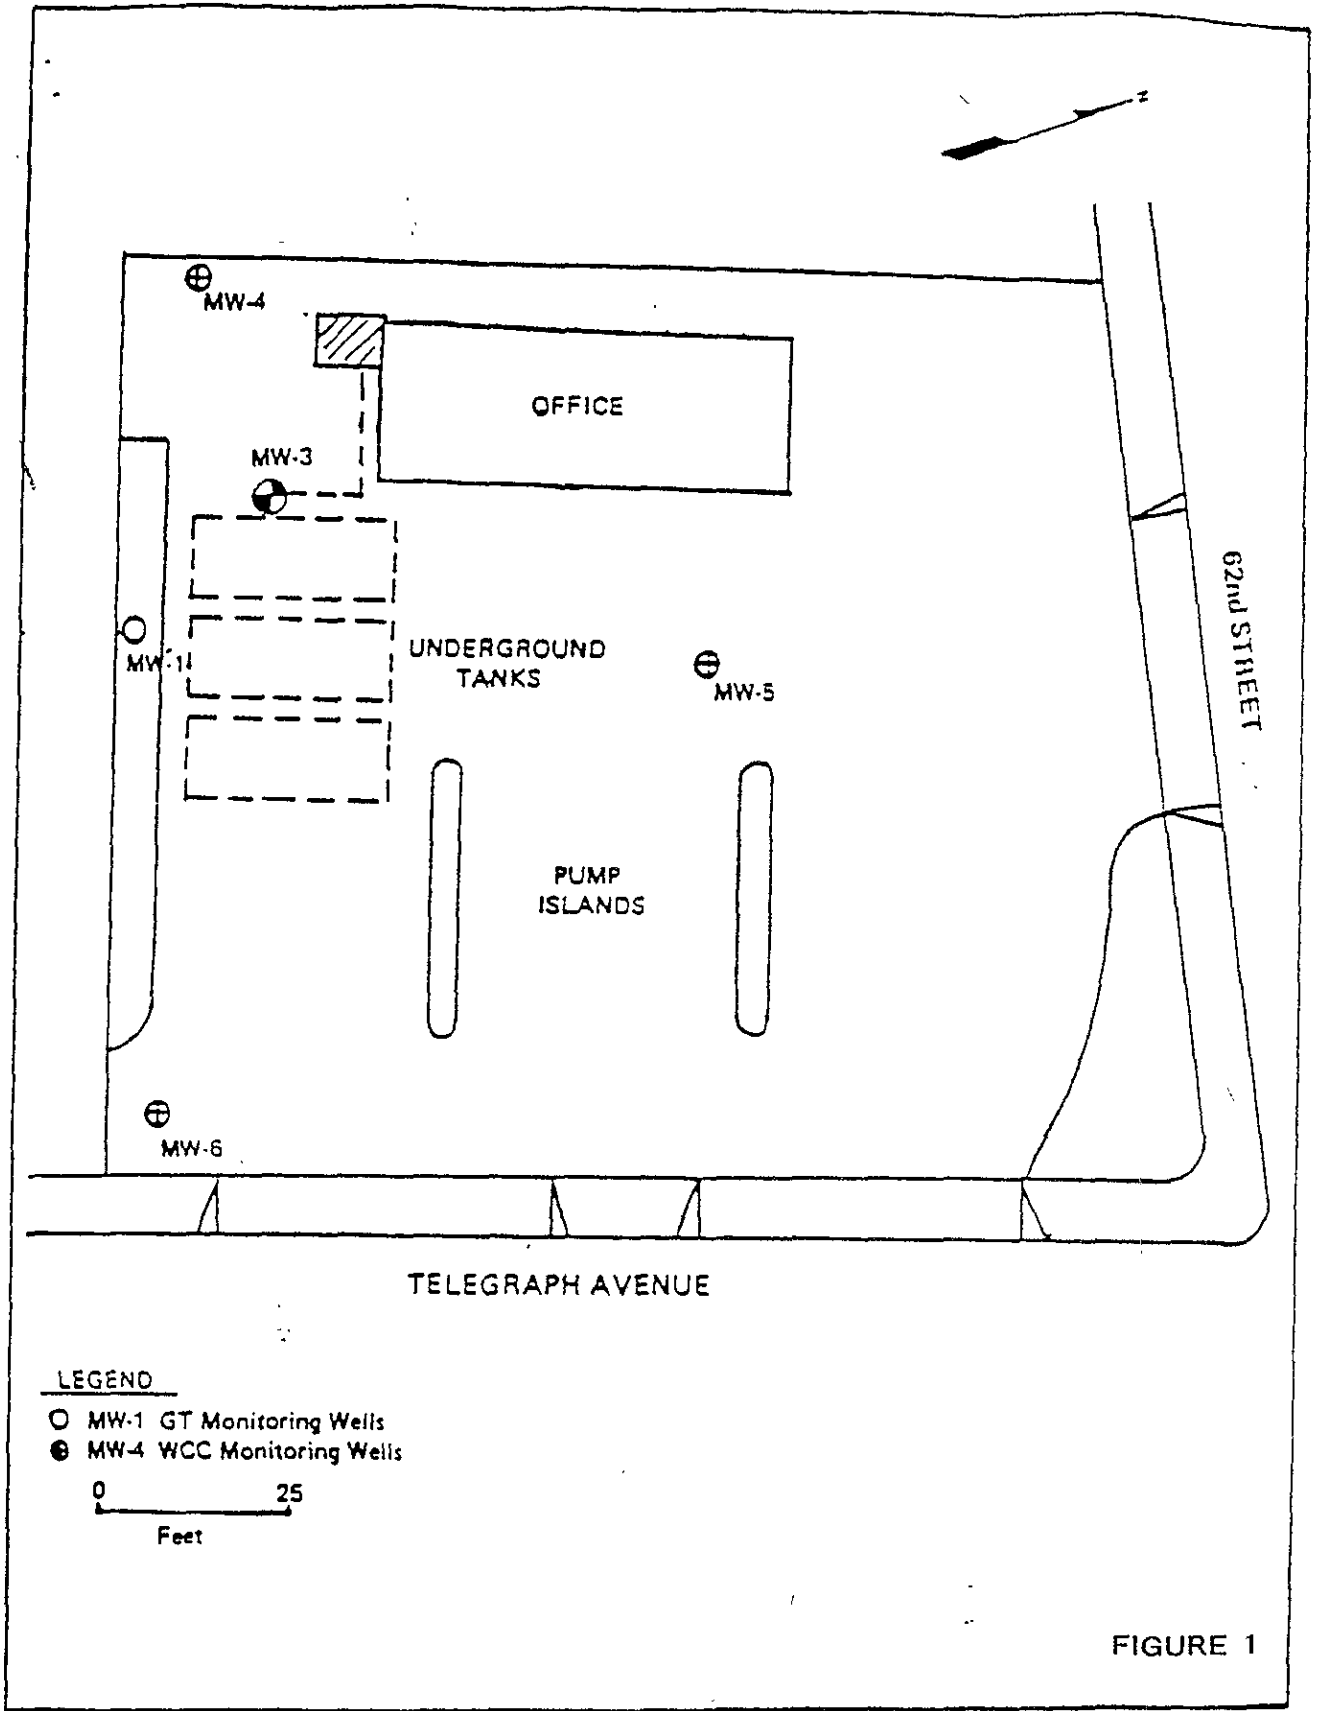 N
MW-4
OFFICE
MW-3
62nd STREET
MW-1
UNDERGROUND
TANKS
MW-5
PUMP
ISLANDS
MW-6
TELEGRAPH AVENUE
LEGEND
MW-1 GT Monitoring Wells
MW-4 WCC Monitoring Wells
0 25
Feet
FIGURE 1